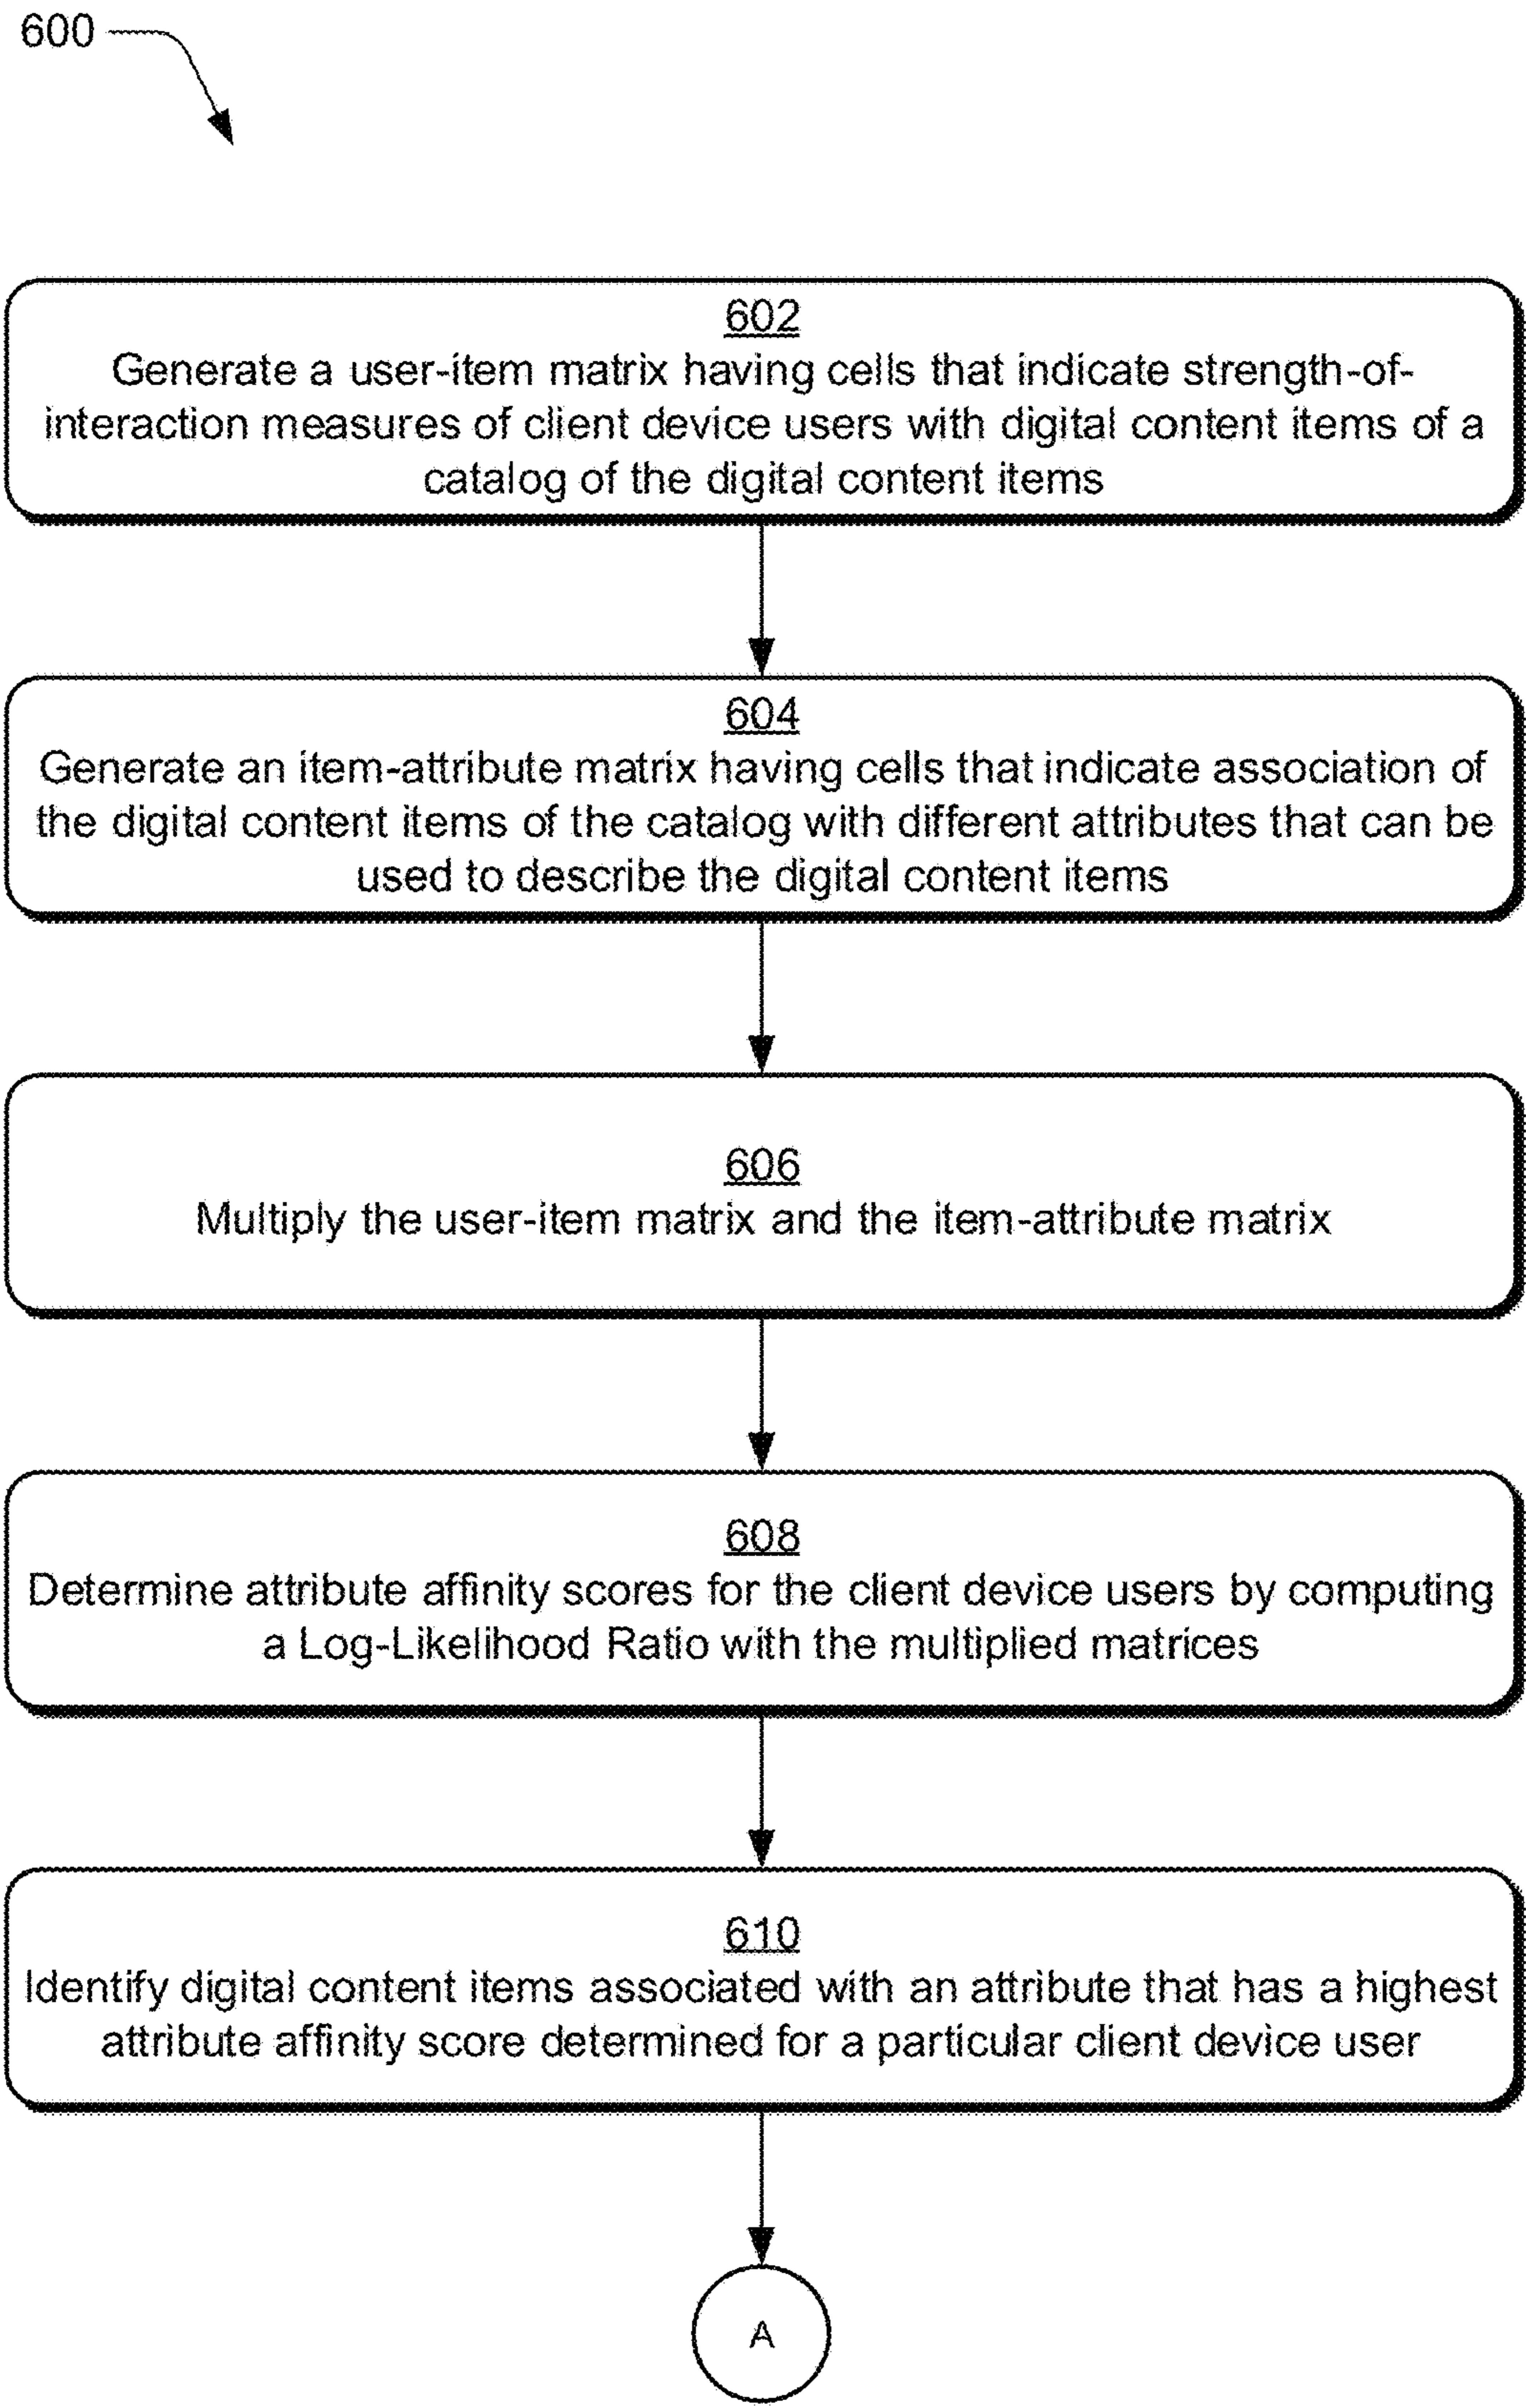 600
602
Generate a user-item matrix having cells that indicate strength-of-
interaction measures of client device users with digital content items of a
catalog of the digital content items
604
Generate an item-attribute matrix having cells that indicate association of
the digital content items of the catalog with different attributes that can be
used to describe the digital content items
606
Multiply the user-item matrix and the item-attribute matrix
608
Determine attribute affinity scores for the client device users by computing
a Log-Likelihood Ratio with the multiplied matrices
610
Identify digital content items associated with an attribute that has a highest
attribute affinity score determined for a particular client device user
A